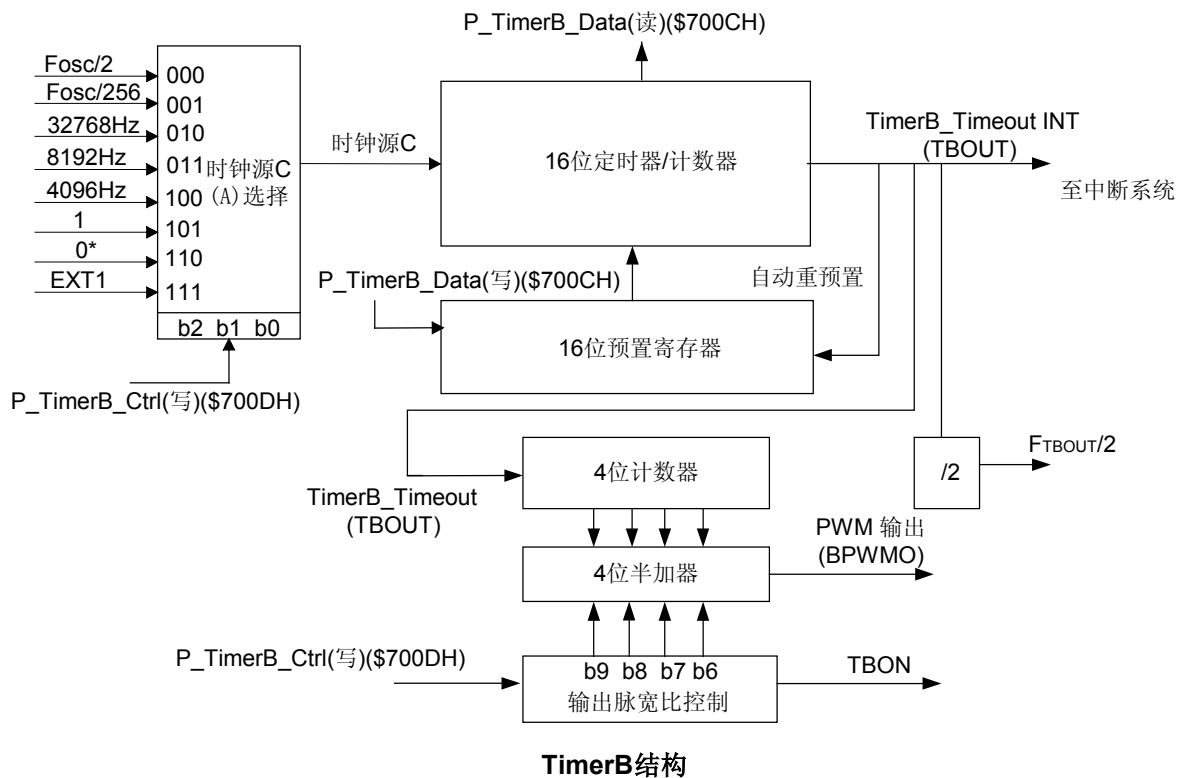 P_TimerB_Data(读)($700CH)
Fosc/2
000
Fosc/256
001
32768Hz
010
8192Hz
011
时钟源C
4096Hz
100
(A)选择
1
101
0*
110
EXT1
111
b2 b1 b0
P_TimerB_Ctrl(写)($700DH)
时钟源C
16位定时器/计数器
TimerB_Timeout INT
(TBOUT)
至中断系统
P_TimerB_Data(写)($700CH)
自动重预置
16位预置寄存器
TimerB_Timeout
(TBOUT)
4位计数器
/2
FTBOUT/2
4位半加器
PWM 输出
(BPWMO)
P_TimerB_Ctrl(写)($700DH)
b9 b8 b7 b6
输出脉宽比控制
TBON
TimerB结构